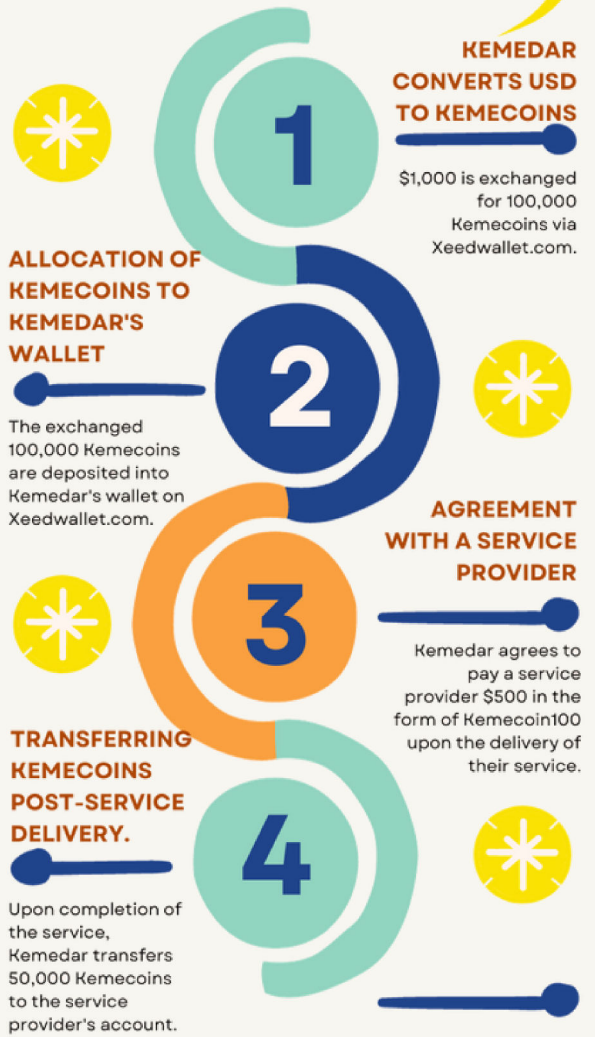 1
KEMEDAR
CONVERTS USD
TO KEMECOINS
$1,000 is exchanged
for 100,000
Kemecoins via
Xeedwallet.com.
2
ALLOCATION OF
KEMECOINS TO
KEMEDAR'S
WALLET
The exchanged
100,000 Kemecoins
are deposited into
Kemedar's wallet on
Xeedwallet.com.
3
AGREEMENT
WITH A SERVICE
PROVIDER
Kemedar agrees to
pay a service
provider $500 in the
form of Kemecoin100
upon the delivery of
their service.
4
TRANSFERRING
KEMECOINS
POST-SERVICE
DELIVERY.
Upon completion of
the service,
Kemedar transfers
50,000 Kemecoins
to the service
provider's account.